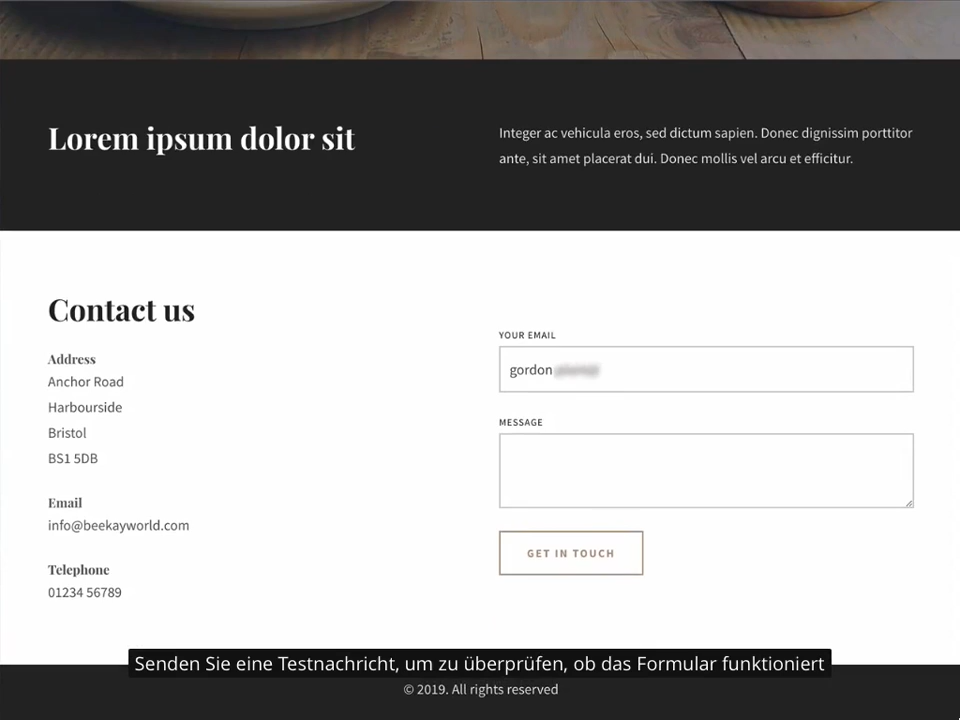 Lorem ipsum dolor sit
Integer ac vehicula eros, sed dictum sapien. Donec dignissim porttitor
ante, sit amet placerat dui. Donec mollis vel arcu et efficitur.
Contact us
Address
Anchor Road
Harbourside
Bristol
BS1 5DB
Email
info@beekayworld.com
Telephone
01234 56789
YOUR EMAIL
gordon
MESSAGE
GET IN TOUCH
Senden Sie eine Testnachricht, um zu überprüfen, ob das Formular funktioniert
© 2019. All rights reserved